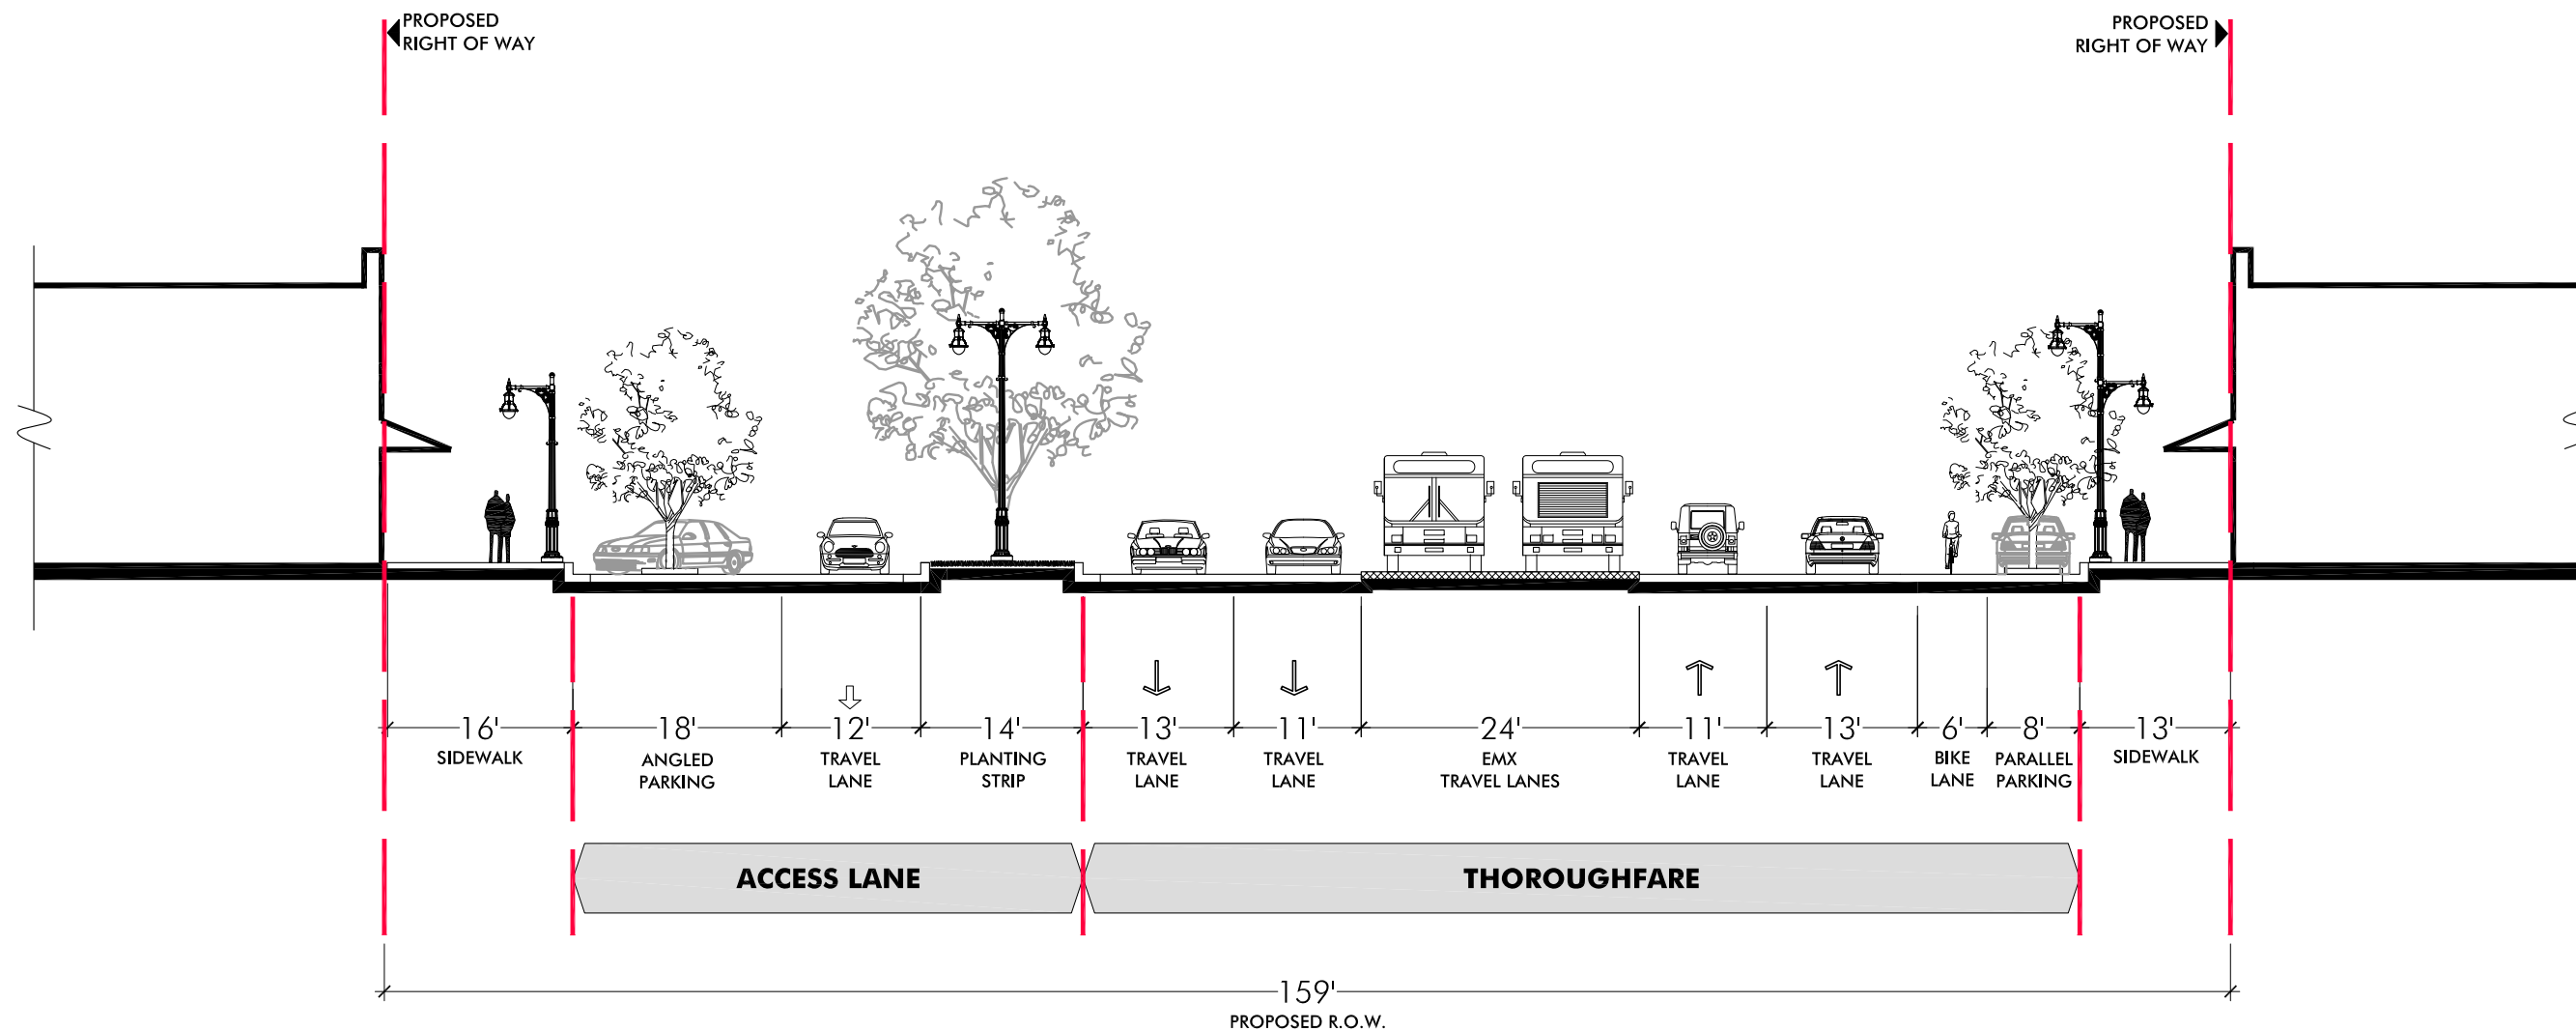 PROPOSED
RIGHT OF WAY
PROPOSED
RIGHT OF WAY
16'
SIDEWALK
18'
ANGLED
PARKING
12'
TRAVEL
LANE
14'
PLANTING
STRIP
13'
TRAVEL
LANE
11'
TRAVEL
LANE
24'
EMX
TRAVEL LANES
11'
TRAVEL
LANE
13'
TRAVEL
LANE
6'
BIKE
LANE
8'
PARALLEL
PARKING
13'
SIDEWALK
ACCESS LANE
THOROUGHFARE
159'
PROPOSED R.O.W.